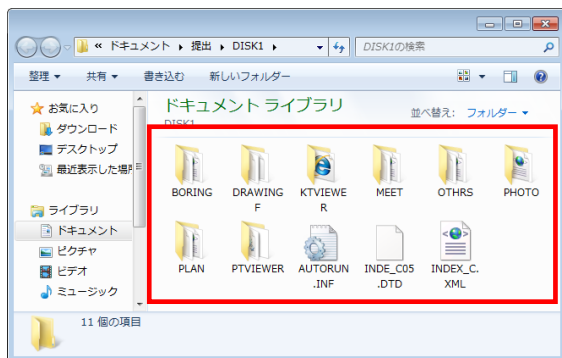 « ドキュメント ▸ 提出 ▸ DISK1 ▸
DISK1の検索
整理 ▼ 共有 ▼ 書き込む 新しいフォルダー
お気に入り
ダウンロード
デスクトップ
最近表示した場所
ライブラリ
ドキュメント
ピクチャ
ビデオ
ミュージック
ドキュメント ライブラリ
DISK1
並べ替え: フォルダー ▼
BORING
DRAWING
F
KTVIEWE
R
MEET
OTHRS
PHOTO
PLAN
PTVIEWER
AUTORUN
.INF
INDE_C05
.DTD
INDEX_C.
XML
11 個の項目